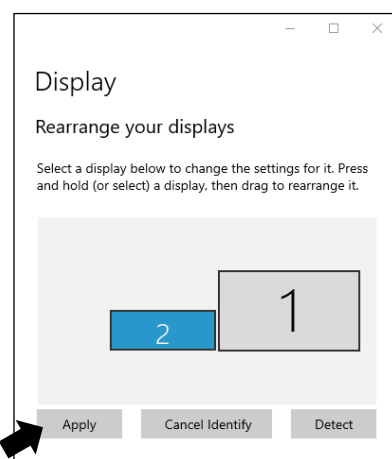 Display
Rearrange your displays
Select a display below to change the settings for it. Press
and hold (or select) a display, then drag to rearrange it.
1
2
Apply Cancel Identify Detect